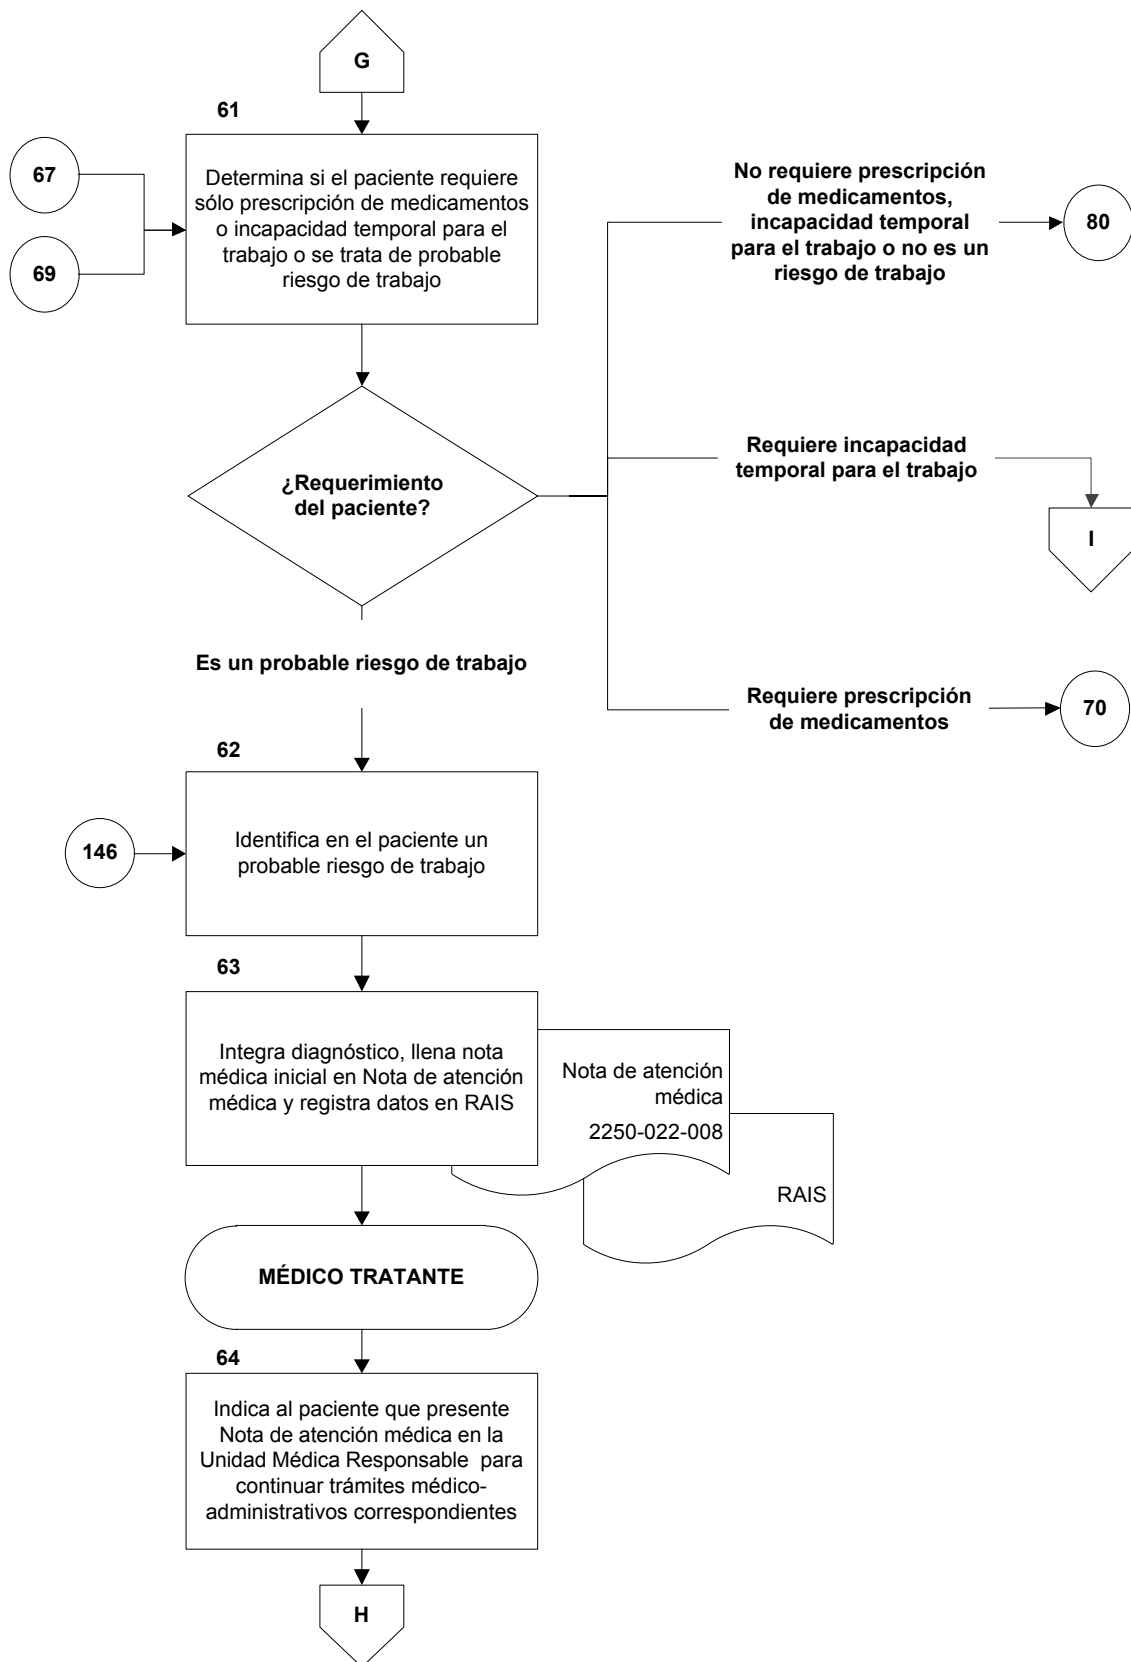 G
61
67
69
Determina si el paciente requiere
sólo prescripción de medicamentos
o incapacidad temporal para el
trabajo o se trata de probable
riesgo de trabajo
No requiere prescripción
de medicamentos,
incapacidad temporal
para el trabajo o no es un
riesgo de trabajo
80
¿Requerimiento
del paciente?
Requiere incapacidad
temporal para el trabajo
I
Es un probable riesgo de trabajo
Requiere prescripción
de medicamentos
70
62
146
Identifica en el paciente un
probable riesgo de trabajo
63
Integra diagnóstico, llena nota
médica inicial en Nota de atención
médica y registra datos en RAIS
Nota de atención
médica
2250-022-008
RAIS
MÉDICO TRATANTE
64
Indica al paciente que presente
Nota de atención médica en la
Unidad Médica Responsable para
continuar trámites médico-
administrativos correspondientes
H